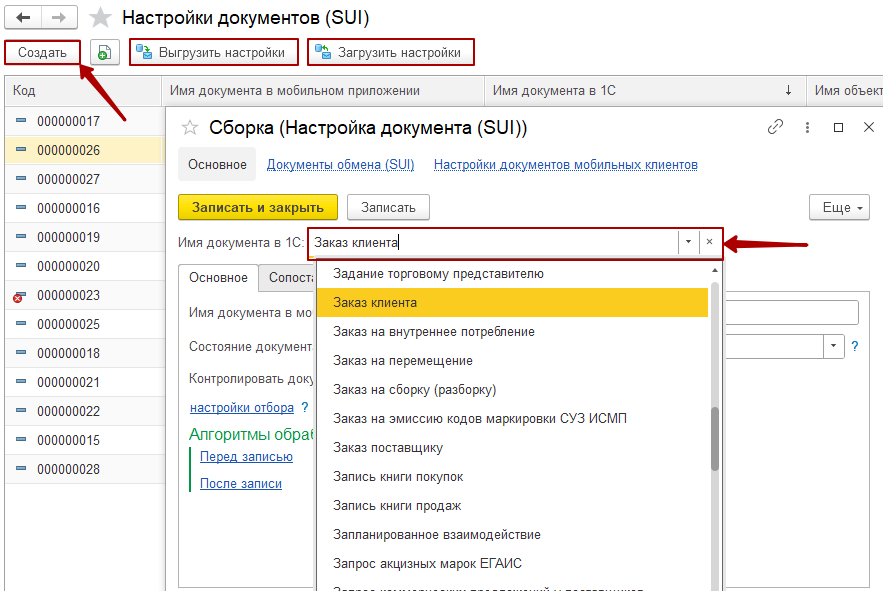 Настройки документов (SUI)
Создать
Выгрузить настройки
Загрузить настройки
Код
Имя документа в мобильном приложении
Имя документа в 1С
↓
Имя объект
000000017
000000026
000000027
000000016
000000019
000000020
000000023
000000025
000000018
000000021
000000022
000000015
000000028
Сборка (Настройка документа (SUI))
Основное
Документы обмена (SUI)
Настройки документов мобильных клиентов
Записать и закрыть
Записать
Еще
Имя документа в 1С:
Заказ клиента
Основное
Сопоста
Имя документа в мо
Состояние документ
?
Контролировать доку
настройки отбора ?
Алгоритмы обраб
Перед записью
После записи
Задание торговому представителю
Заказ клиента
Заказ на внутреннее потребление
Заказ на перемещение
Заказ на сборку (разборку)
Заказ на эмиссию кодов маркировки СУЗ ИСМП
Заказ поставщику
Запись книги покупок
Запись книги продаж
Запланированное взаимодействие
Запрос акцизных марок ЕГАИС